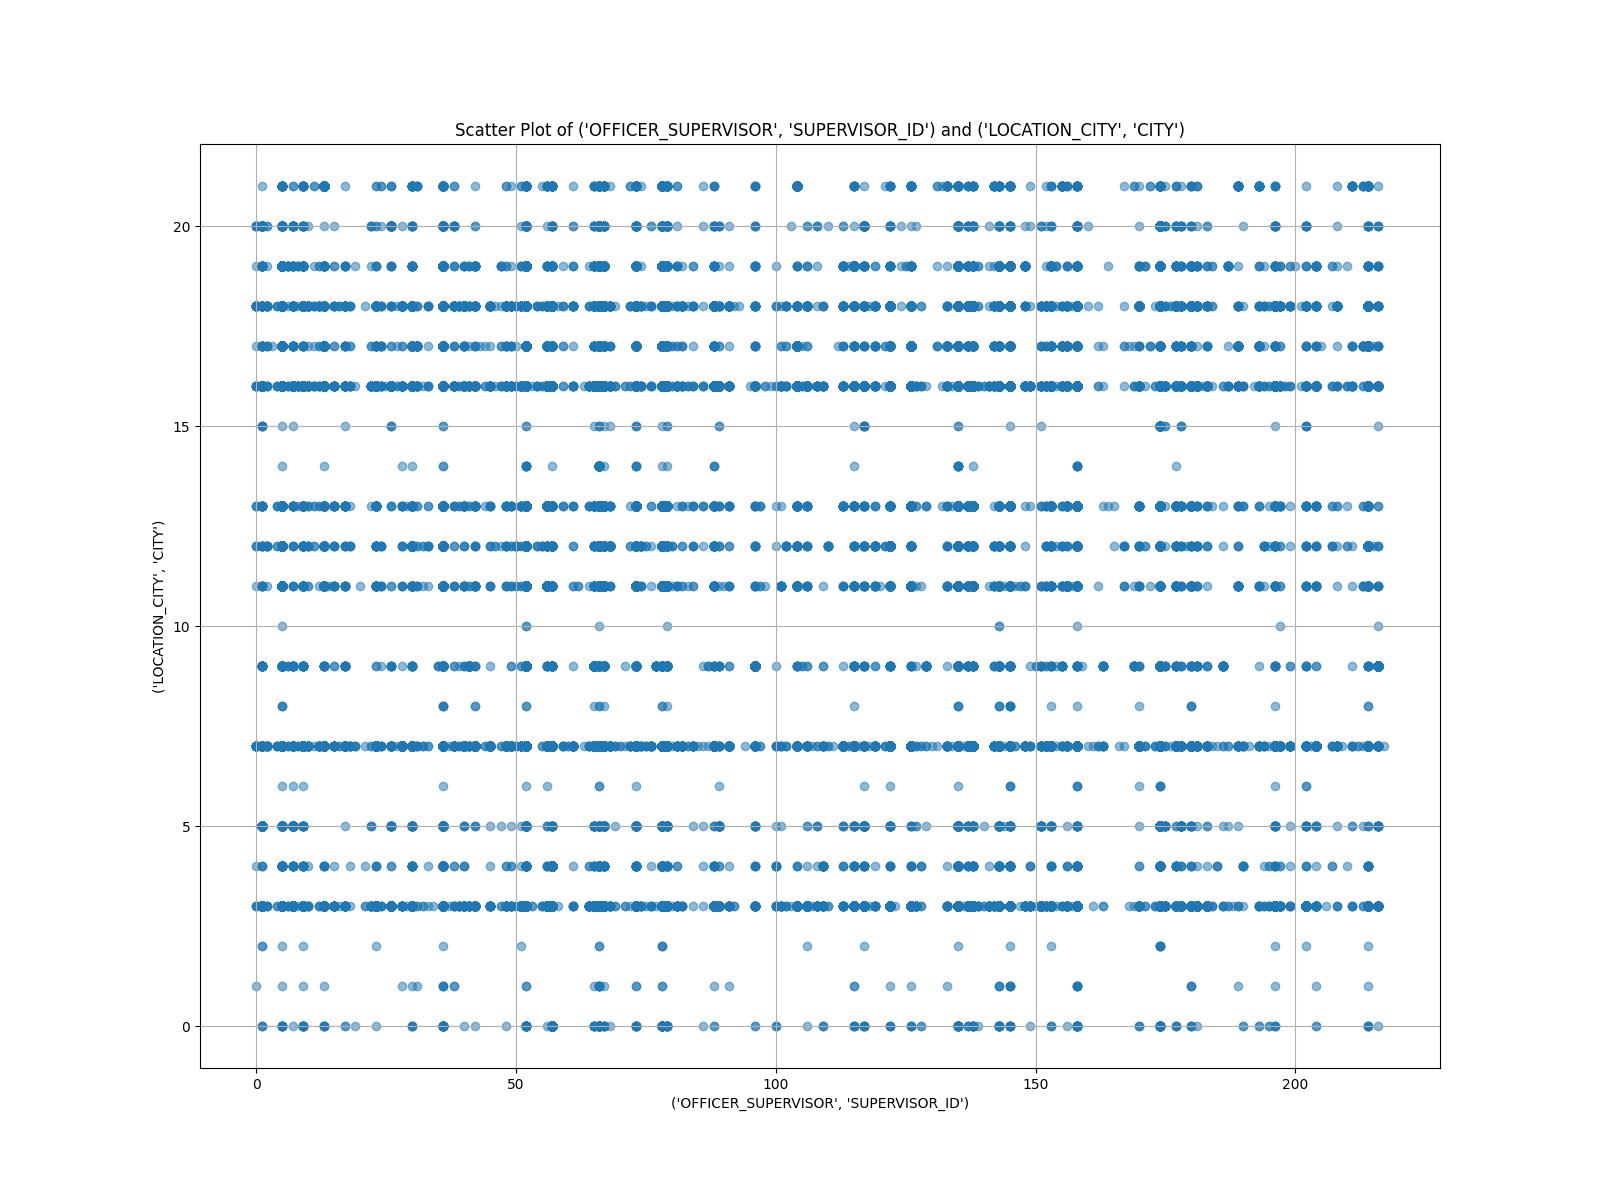 Scatter Plot of ('OFFICER_SUPERVISOR', 'SUPERVISOR_ID') and ('LOCATION_CITY', 'CITY')
20
15
10
5
0
('LOCATION_CITY', 'CITY')
0 50 100 150 200
('OFFICER_SUPERVISOR', 'SUPERVISOR_ID')